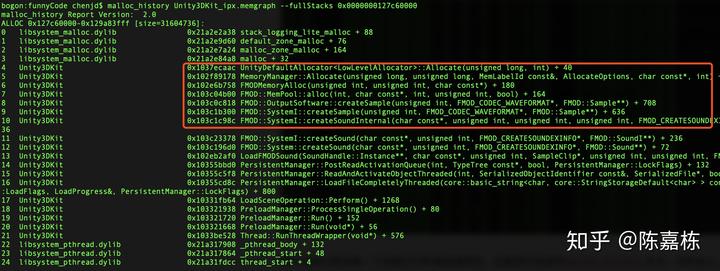 bogon:funnyCode chenjd$ malloc_history Unity3DKit_ipx.memgraph --fullStacks 0x0000000127c60000
malloc_history Report Version:  2.0
ALLOC 0x127c60000-0x129a83fff [size=31604736]:
0   libsystem_malloc.dylib   0x21a2e2a38 stack_logging_lite_malloc + 88
1   libsystem_malloc.dylib   0x21a2e9d60 default_zone_malloc + 76
2   libsystem_malloc.dylib   0x21a2e7a24 malloc_zone_malloc + 164
3   libsystem_malloc.dylib   0x21a2e84a8 malloc + 32
4   Unity3DKit   0x1037ecaac UnityDefaultAllocator<LowLevelAllocator>::Allocate(unsigned long, int) + 40
5   Unity3DKit   0x102f89178 MemoryManager::Allocate(unsigned long, unsigned long, MemLabelId const&, AllocateOptions, char const*, int) +
6   Unity3DKit   0x102e6b758 FMODMemoryAlloc(unsigned int, unsigned int, char const*) + 180
7   Unity3DKit   0x103c04b00 FMOD::MemPool::alloc(int, char const*, int, unsigned int, bool) + 164
8   Unity3DKit   0x103c0c818 FMOD::OutputSoftware::createSample(unsigned int, FMOD_CODEC_WAVEFORMAT*, FMOD::Sample**) + 708
9   Unity3DKit   0x103c1b300 FMOD::SystemI::createSample(unsigned int, FMOD_CODEC_WAVEFORMAT*, FMOD::Sample**) + 636
10  Unity3DKit   0x103c1c98c FMOD::SystemI::createSoundInternal(char const*, unsigned int, unsigned int, unsigned int, FMOD_CREATESOUNDEXINFO
36
11  Unity3DKit   0x103c23378 FMOD::SystemI::createSound(char const*, unsigned int, FMOD_CREATESOUNDEXINFO*, FMOD::SoundI**) + 236
12  Unity3DKit   0x103c196d0 FMOD::System::createSound(char const*, unsigned int, FMOD_CREATESOUNDEXINFO*, FMOD::Sound**) + 72
13  Unity3DKit   0x102eb2af0 LoadFMODSound(SoundHandle::Instance**, char const*, unsigned int, SampleClip*, unsigned int, unsigned int, FM
14  Unity3DKit   0x10355bbd0 PersistentManager::PostReadActivationQueue(int, TypeTree const*, bool, PersistentManager::LockFlags) + 132
15  Unity3DKit   0x10355c5f8 PersistentManager::ReadAndActivateObjectThreaded(int, SerializedObjectIdentifier const&, SerializedFile*, bool
16  Unity3DKit   0x10355cd8c PersistentManager::LoadFileCompletelyThreaded(core::basic_string<char, core::StringStorageDefault<char> > const
LoadFlags, LoadProgress&, PersistentManager::LockFlags) + 800
17  Unity3DKit   0x10331fb64 LoadSceneOperation::Perform() + 1268
18  Unity3DKit   0x103321938 PreloadManager::ProcessSingleOperation() + 80
19  Unity3DKit   0x103321720 PreloadManager::Run() + 152
20  Unity3DKit   0x103321668 PreloadManager::Run(void*) + 56
21  Unity3DKit   0x1033be528 Thread::RunThreadWrapper(void*) + 576
22  libsystem_pthread.dylib   0x21a317908 _pthread_body + 132
23  libsystem_pthread.dylib   0x21a317864 _pthread_start + 48
24  libsystem_pthread.dylib   0x21a31fdcc thread_start + 4
知乎 @陈嘉栋